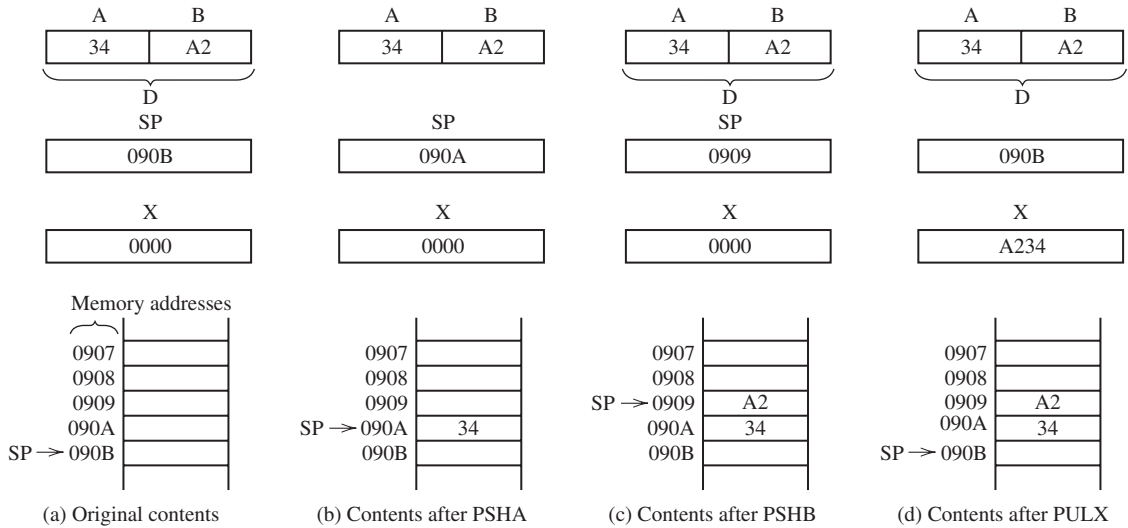 A B
34 A2
D
SP
090B
X
0000
Memory addresses
0907
0908
0909
090A
SP → 090B
(a) Original contents
A B
34 A2
SP
090A
X
0000
0907
0908
0909
SP → 090A 34
090B
(b) Contents after PSHA
A B
34 A2
D
SP
0909
X
0000
0907
0908
SP → 0909 A2
090A 34
090B
(c) Contents after PSHB
A B
34 A2
D
090B
X
A234
0907
0908
0909 A2
090A 34
SP → 090B
(d) Contents after PULX